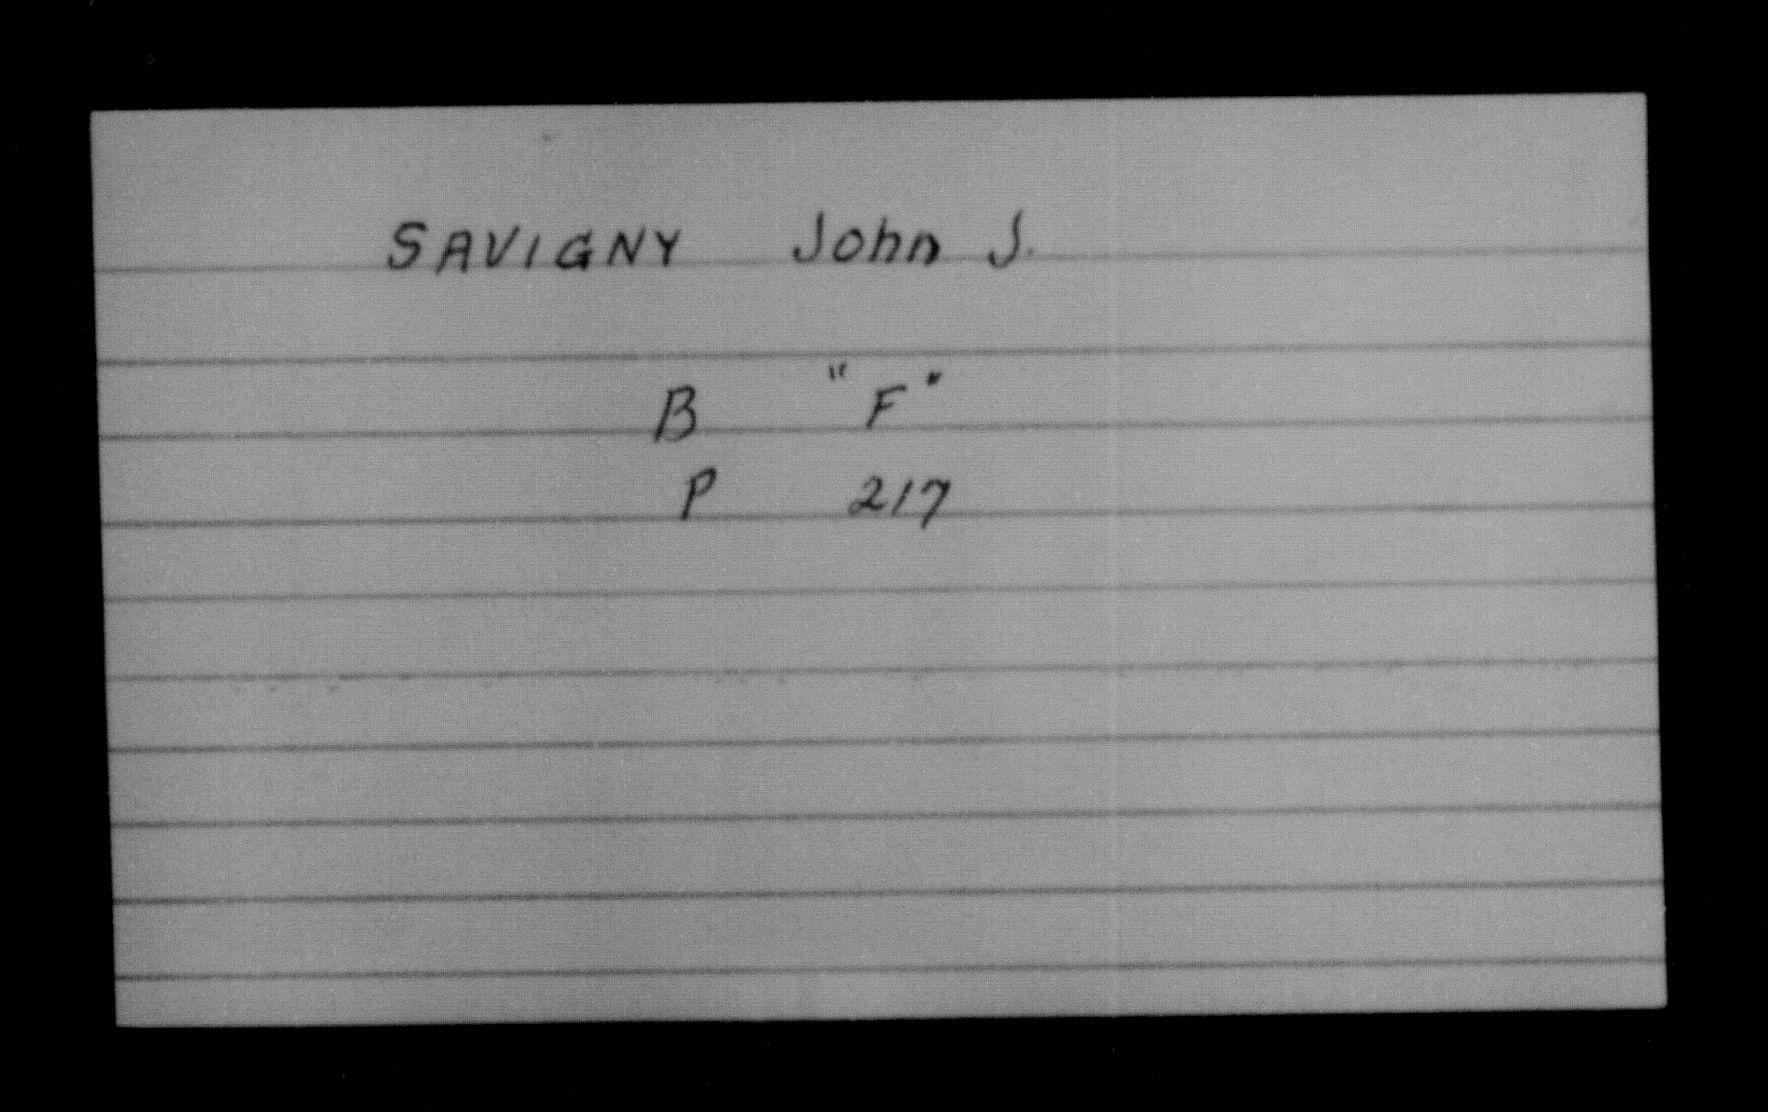 SAVIGNY John J.
B "F"
P 217